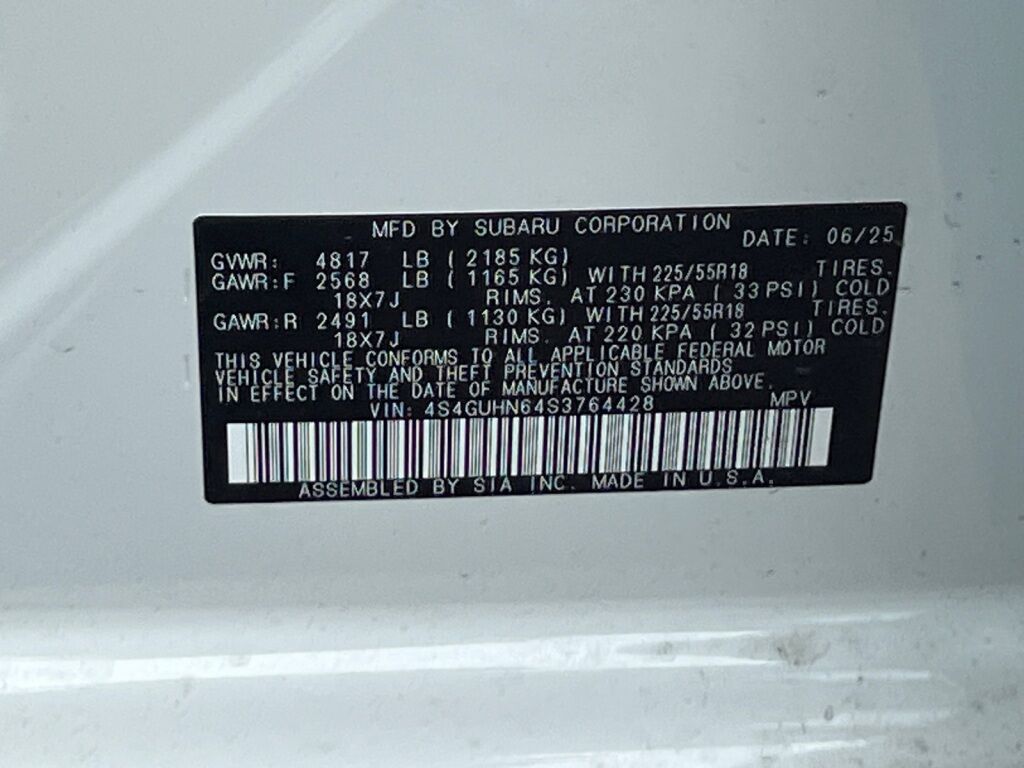 MFD BY SUBARU CORPORATION DATE: 06/25
GVWR: 4817 LB ( 2185 KG)
GAWR:F 2568 LB ( 1165 KG) WITH 225/55R18 TIRES.
18X7J RIMS. AT 230 KPA ( 33 PSI) COLD
GAWR:R 2491 LB ( 1130 KG) WITH 225/55R18 TIRES.
18X7J RIMS. AT 220 KPA ( 32 PSI) COLD
THIS VEHICLE CONFORMS TO ALL APPLICABLE FEDERAL MOTOR
VEHICLE SAFETY AND THEFT PREVENTION STANDARDS
IN EFFECT ON THE DATE OF MANUFACTURE SHOWN ABOVE.
VIN: 4S4GUHN64S3764428 MPV
ASSEMBLED BY SIA INC. MADE IN U.S.A.